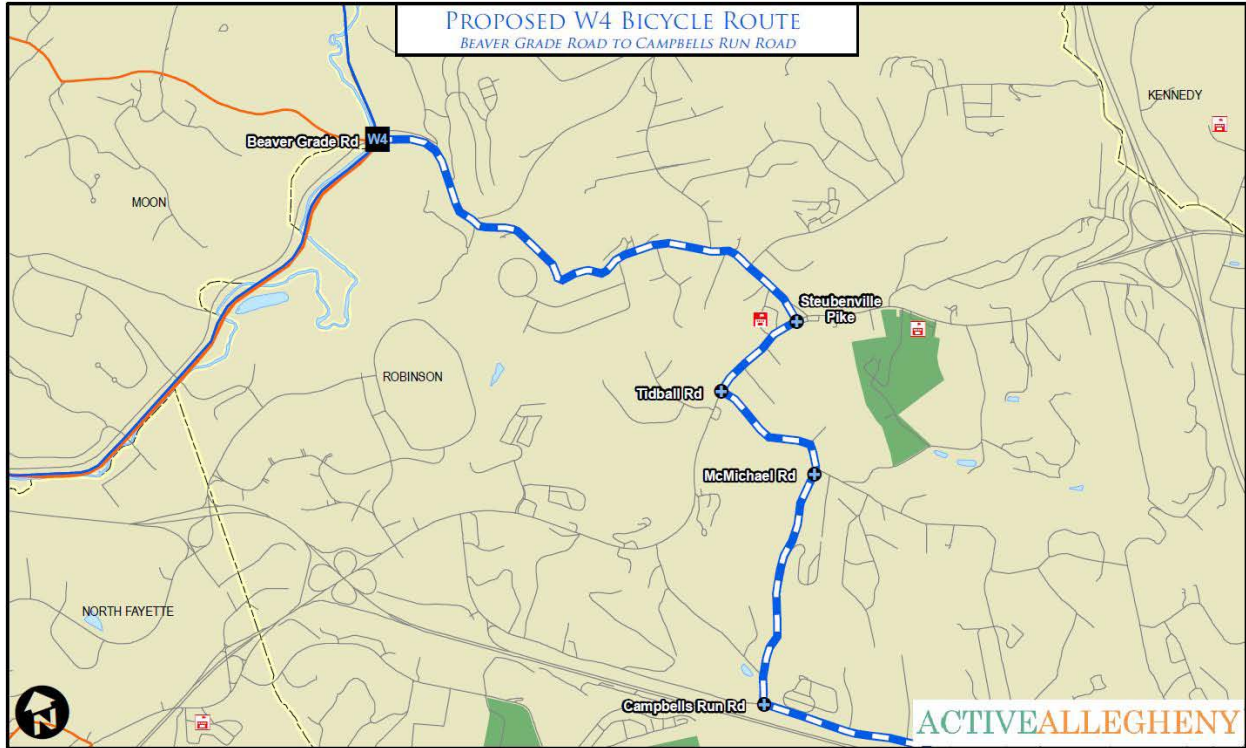 PROPOSED W4 BICYCLE ROUTE
BEAVER GRADE ROAD TO CAMPBELLS RUN ROAD
KENNEDY
Beaver Grade Rd
W4
MOON
Steubenville
Pike
ROBINSON
Tidball Rd
McMichael Rd
NORTH FAYETTE
Campbells Run Rd
N
ACTIVEALLEGHENY